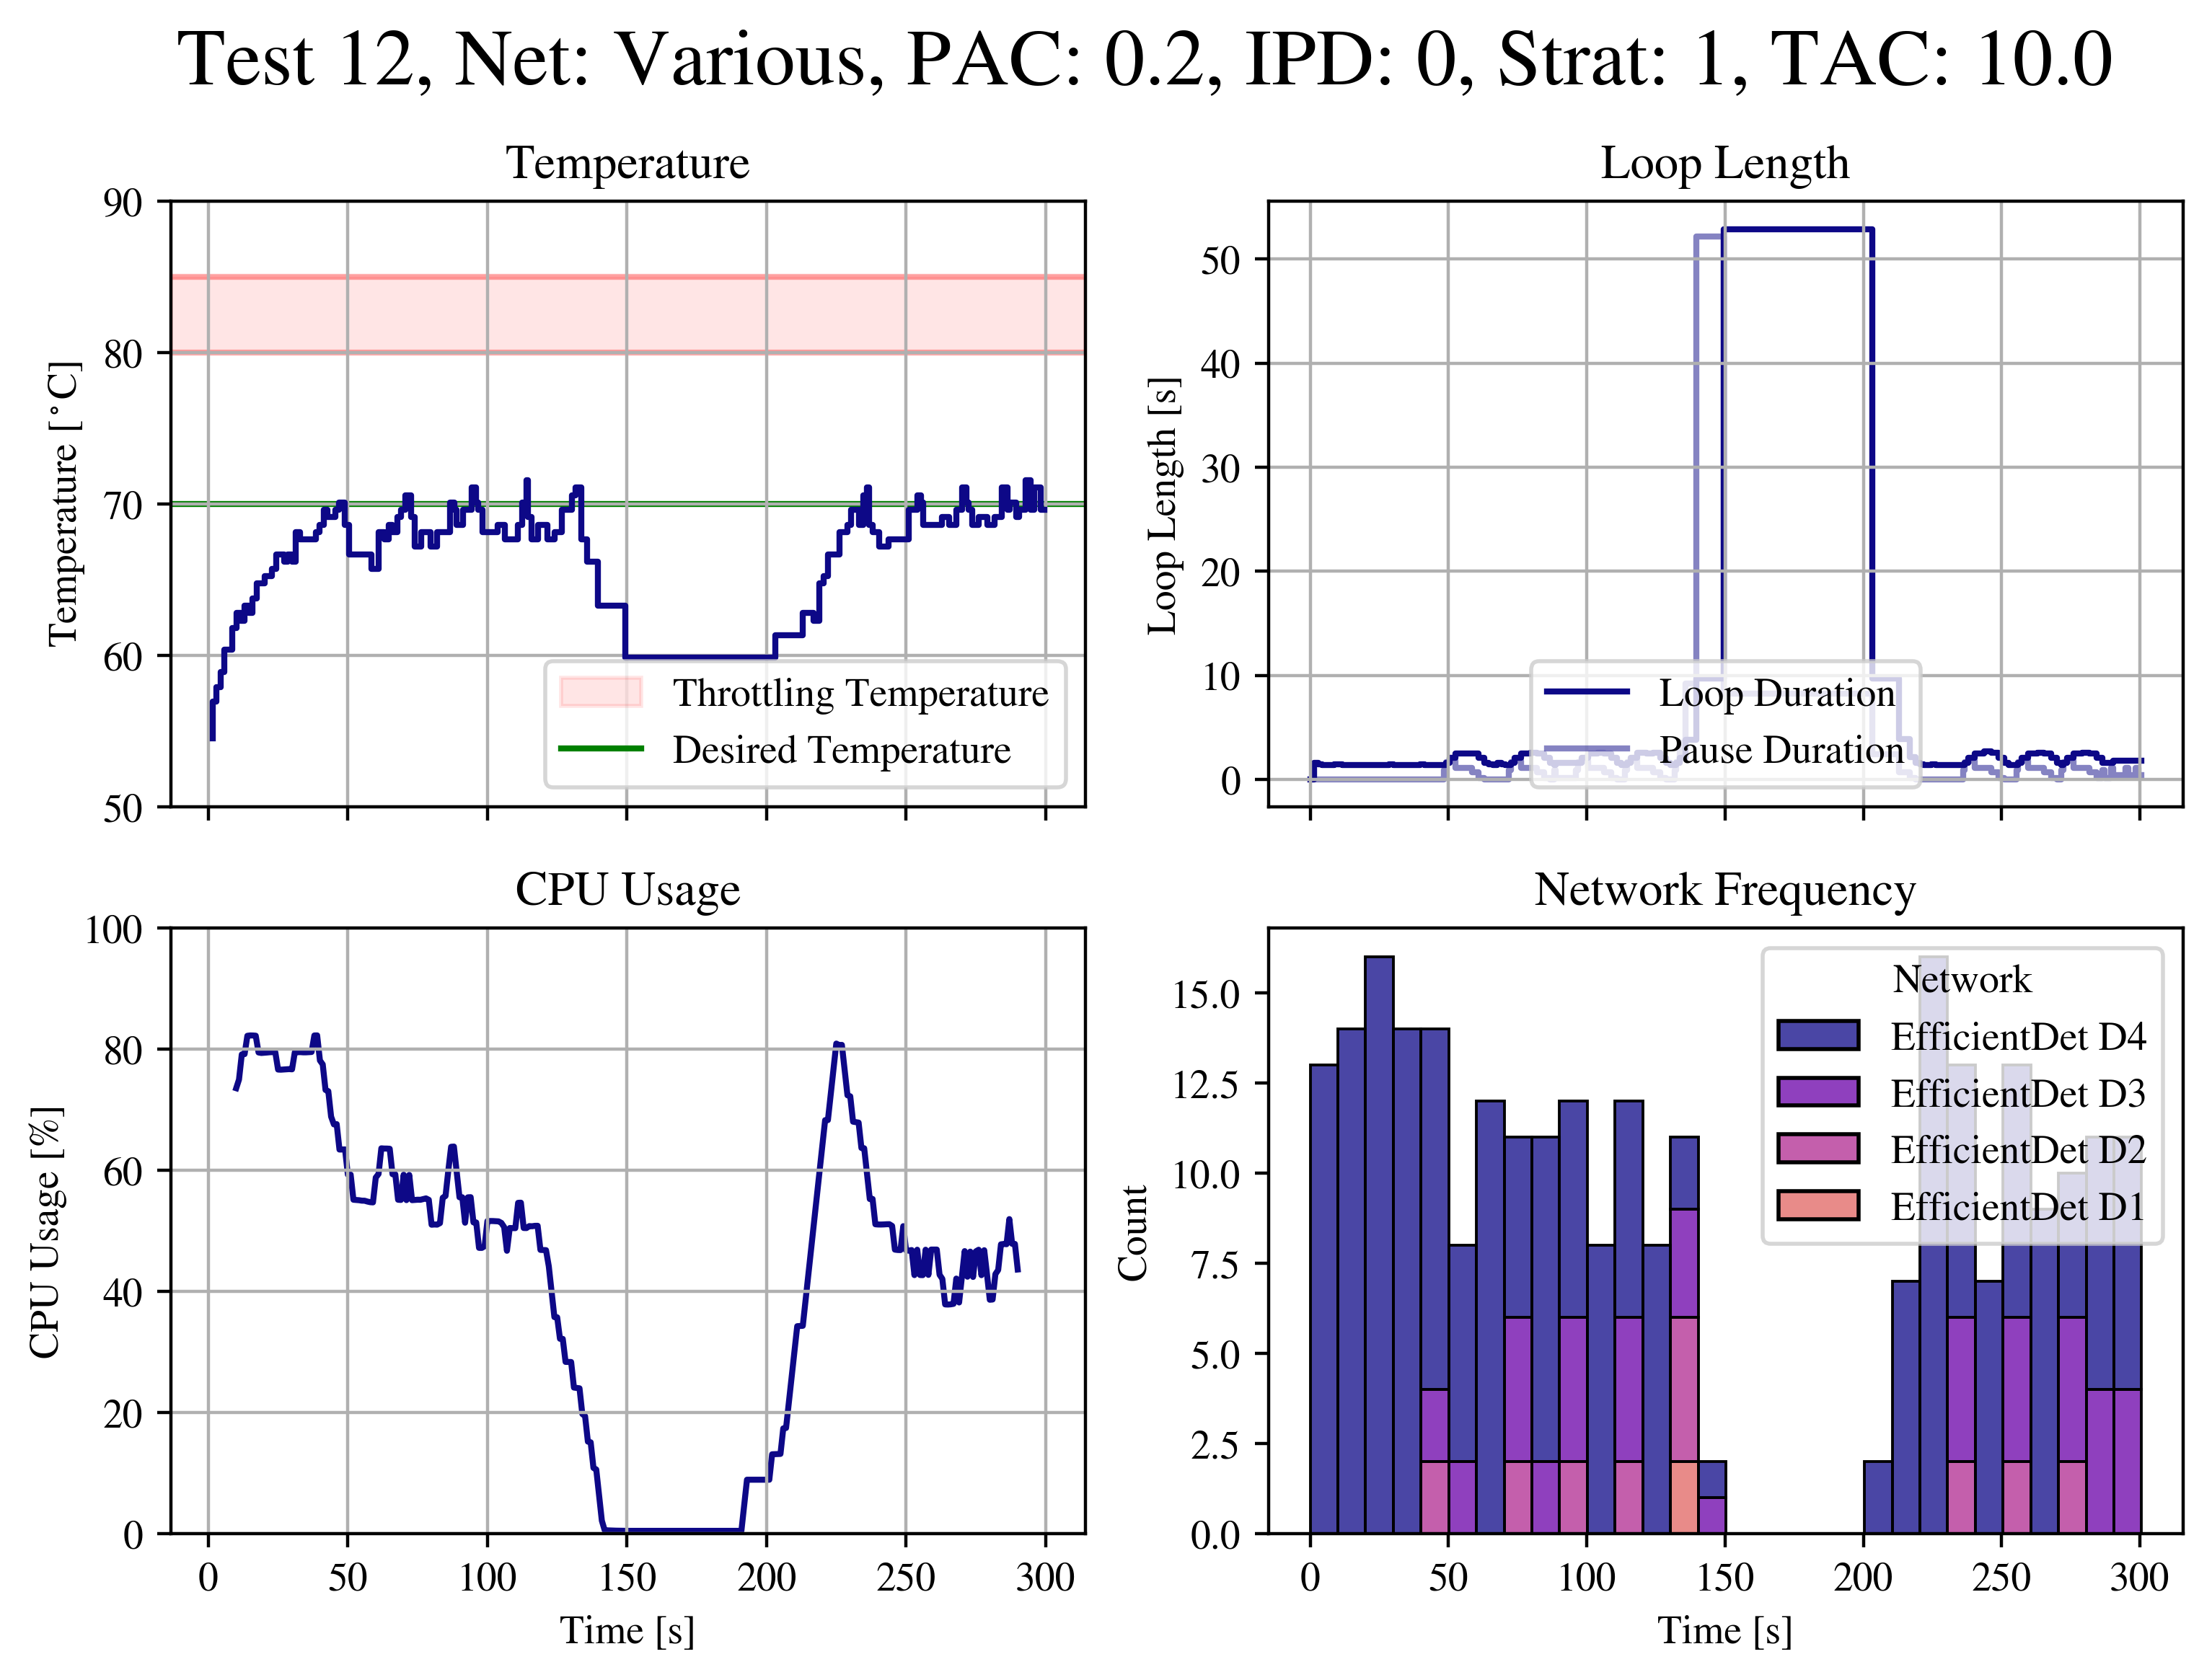 Test 12, Net: Various, PAC: 0.2, IPD: 0, Strat: 1, TAC: 10.0
Temperature
Temperature [°C]
90
80
70
60
50
Throttling Temperature
Desired Temperature
Loop Length
Loop Length [s]
50
40
30
20
10
0
Loop Duration
Pause Duration
CPU Usage
CPU Usage [%]
100
80
60
40
20
0
0 50 100 150 200 250 300
Time [s]
Network Frequency
Count
15.0
12.5
10.0
7.5
5.0
2.5
0.0
Network
EfficientDet D4
EfficientDet D3
EfficientDet D2
EfficientDet D1
0 50 100 150 200 250 300
Time [s]